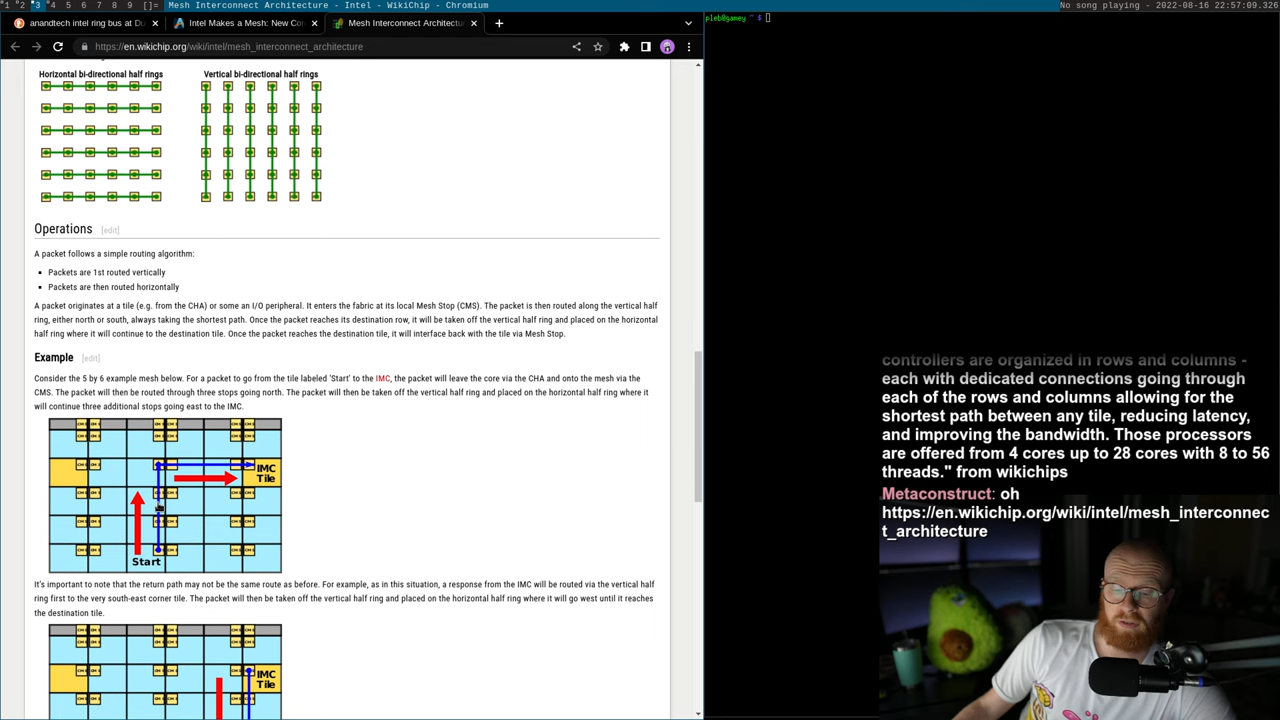 1 2 3 4 5 6 7 8 9 []= Mesh Interconnect Architecture - Intel - WikiChip - Chromium
No song playing - 2022-08-16 22:57:09.326
anandtech intel ring bus at Du
Intel Makes a Mesh: New Co
Mesh Interconnect Architectu
https://en.wikichip.org/wiki/intel/mesh_interconnect_architecture
pleb@gamey ~ $
Horizontal bi-directional half rings
Vertical bi-directional half rings
Operations [edit]
A packet follows a simple routing algorithm:
Packets are 1st routed vertically
Packets are then routed horizontally
A packet originates at a tile (e.g. from the CHA) or some an I/O peripheral. It enters the fabric at its local Mesh Stop (CMS). The packet is then routed along the vertical half
ring, either north or south, always taking the shortest path. Once the packet reaches its destination row, it will be taken off the vertical half ring and placed on the horizontal
half ring where it will continue to the destination tile. Once the packet reaches the destination tile, it will interface back with the tile via Mesh Stop.
Example [edit]
Consider the 5 by 6 example mesh below. For a packet to go from the tile labeled 'Start' to the IMC, the packet will leave the core via the CHA and onto the mesh via the
CMS. The packet will then be routed through three stops going north. The packet will then be taken off the vertical half ring and placed on the horizontal half ring where it
will continue three additional stops going east to the IMC.
IMC
Tile
Start
It's important to note that the return path may not be the same route as before. For example, as in this situation, a response from the IMC will be routed via the vertical half
ring first to the very south-east corner tile. The packet will then be taken off the vertical half ring and placed on the horizontal half ring where it will go west until it reaches
the destination tile.
IMC
Tile
controllers are organized in rows and columns -
each with dedicated connections going through
each of the rows and columns allowing for the
shortest path between any tile, reducing latency,
and improving the bandwidth. Those processors
are offered from 4 cores up to 28 cores with 8 to 56
threads." from wikichips
Metaconstruct: oh
https://en.wikichip.org/wiki/intel/mesh_interconnec
t_architecture